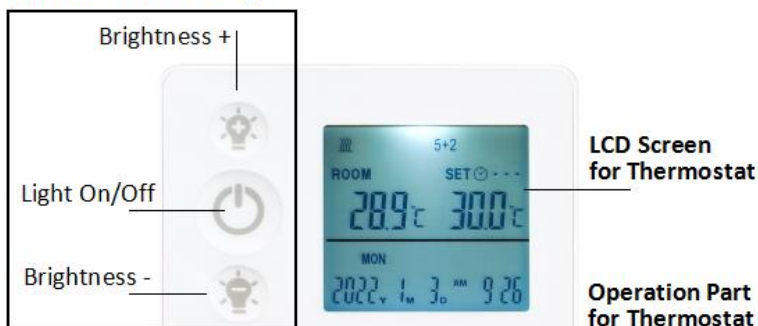 Brightness +
Light On/Off
Brightness -
5+2
ROOM
SET - - -
28.9℃ 30.0℃
MON
2022Y 1M 3D AM 9 26
LCD Screen
for Thermostat
Operation Part
for Thermostat